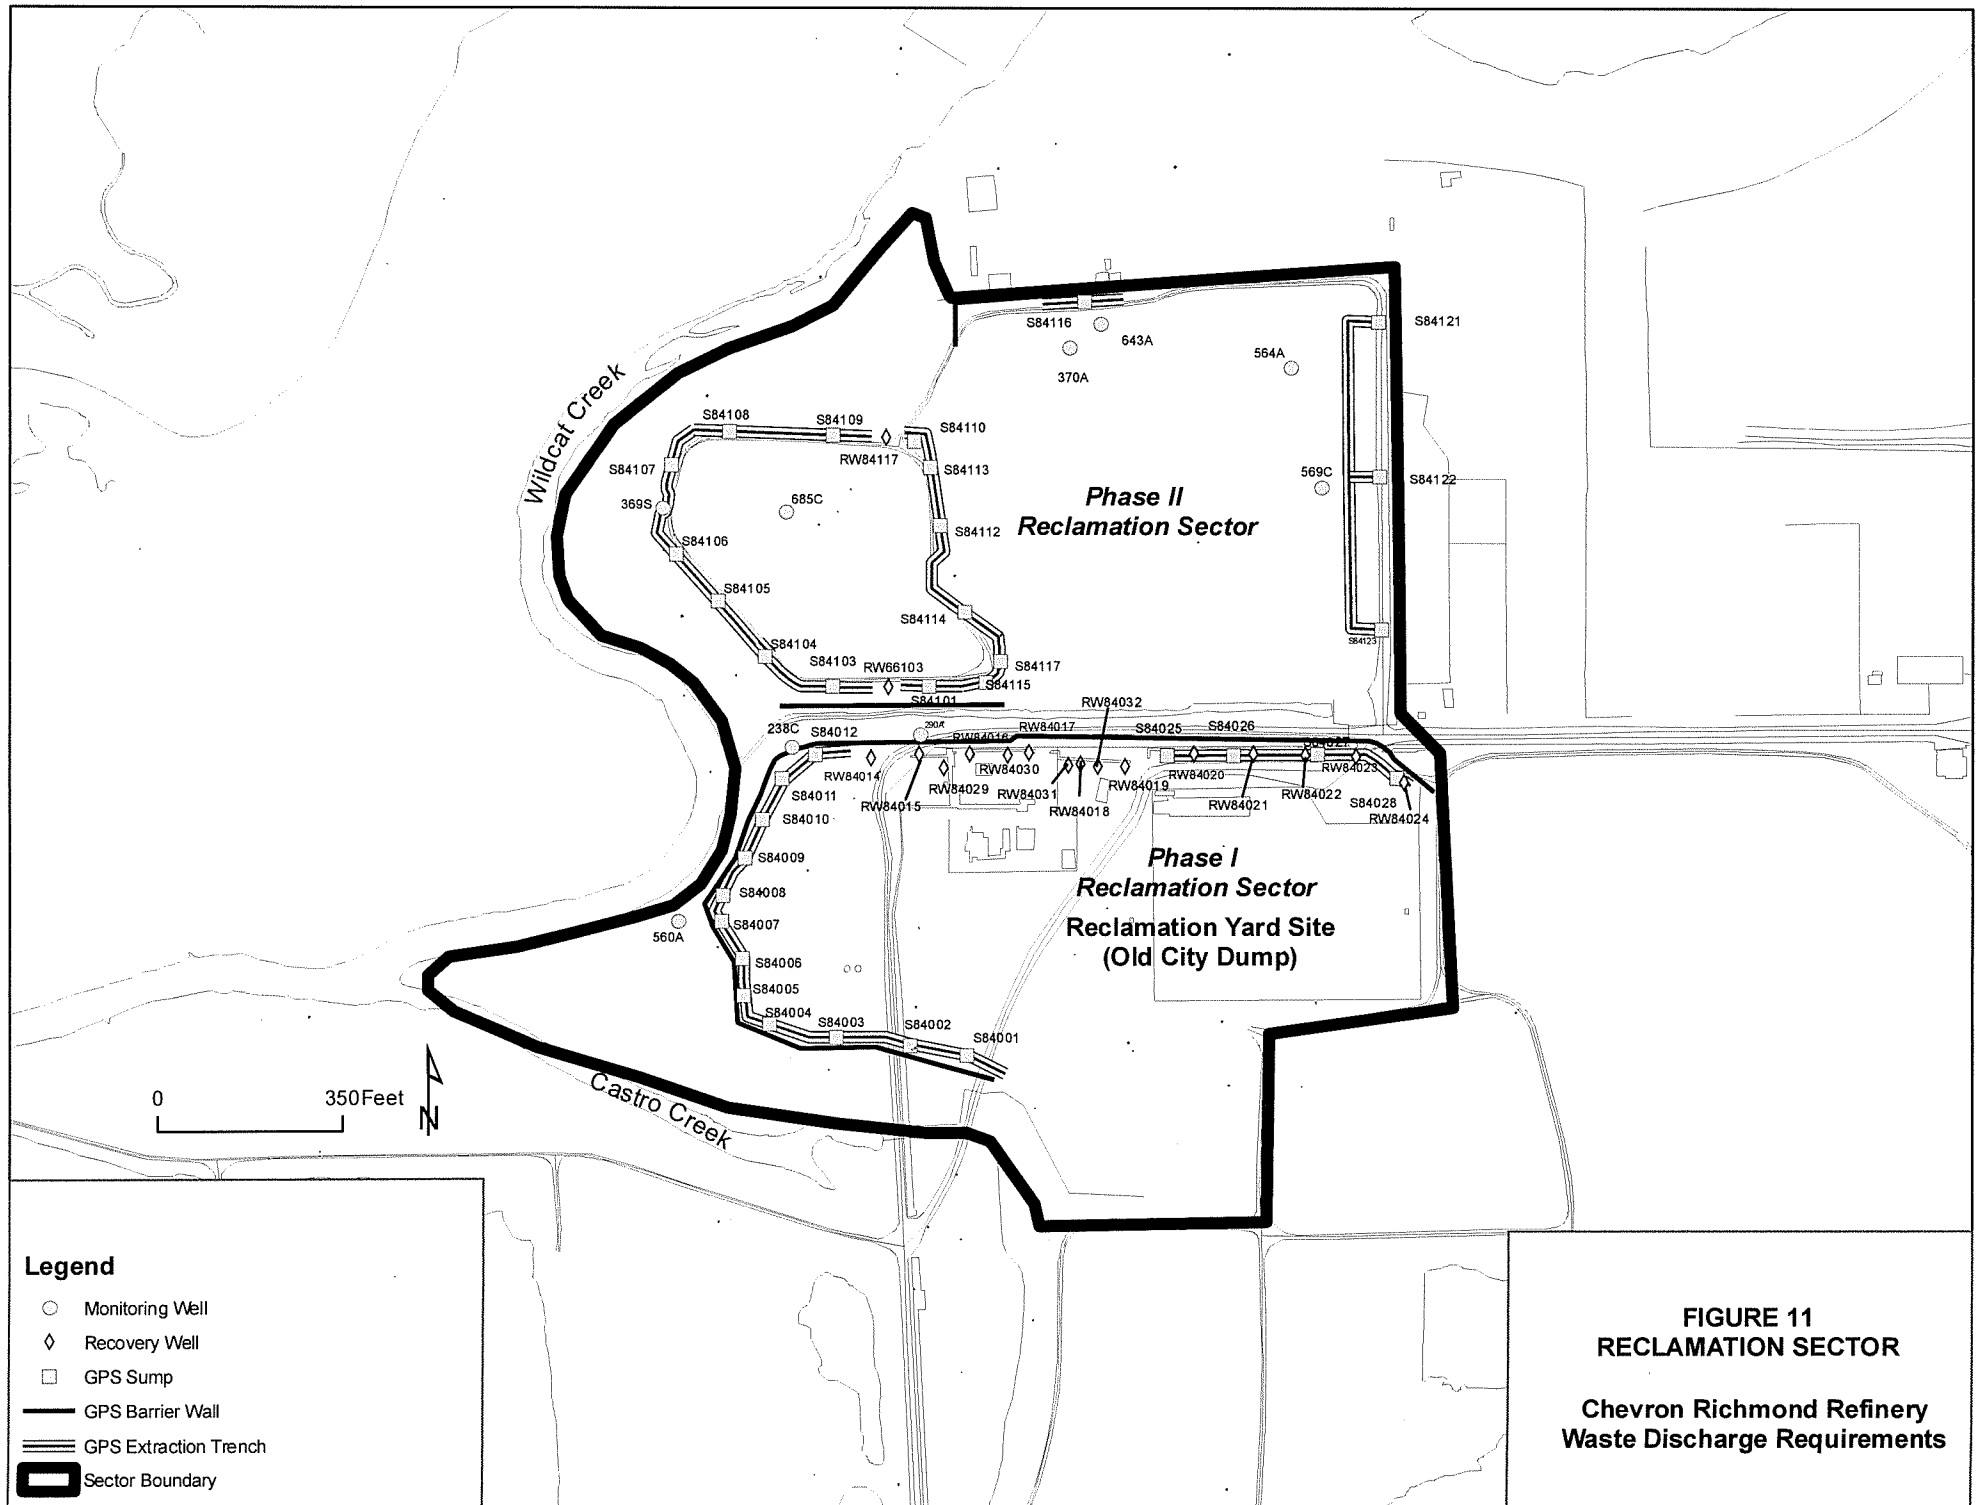 S84116
643A
370A
564A
S84121
Wildcat Creek
S84108
S84109
S84110
RW84117
S84107
S84113
369S
685C
569C
S84122
Phase II
Reclamation Sector
S84112
S84106
S84105
S84114
S84104
S84123
S84103
RW66103
S84117
S84115
S84101
RW84032
238C
S84012
290A
RW84017
S84025
S84026
RW84016
RW84014
RW84030
RW84020
RW84023
S84011
RW84015
RW84029
RW84031
RW84019
RW84018
RW84021
RW84022
S84028
RW84024
S84010
S84009
Phase I
Reclamation Sector
S84008
Reclamation Yard Site
(Old City Dump)
S84007
560A
S84006
S84005
S84004
S84003
S84002
S84001
Castro Creek
0 350Feet
N
Legend
Monitoring Well
Recovery Well
GPS Sump
GPS Barrier Wall
GPS Extraction Trench
Sector Boundary
FIGURE 11
RECLAMATION SECTOR
Chevron Richmond Refinery
Waste Discharge Requirements